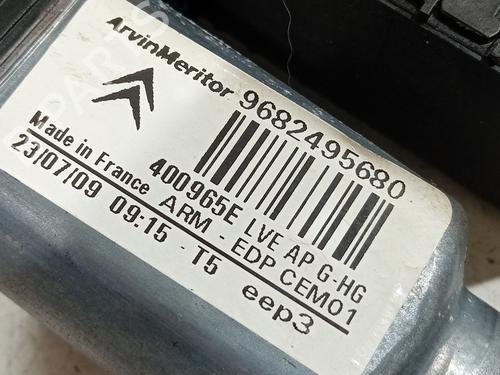 ArvinMeritor 9682495680
400965E LVE AP G-HG
Made in France ARM - EDP CEM01
23/07/09 09:15 - T5 eep3